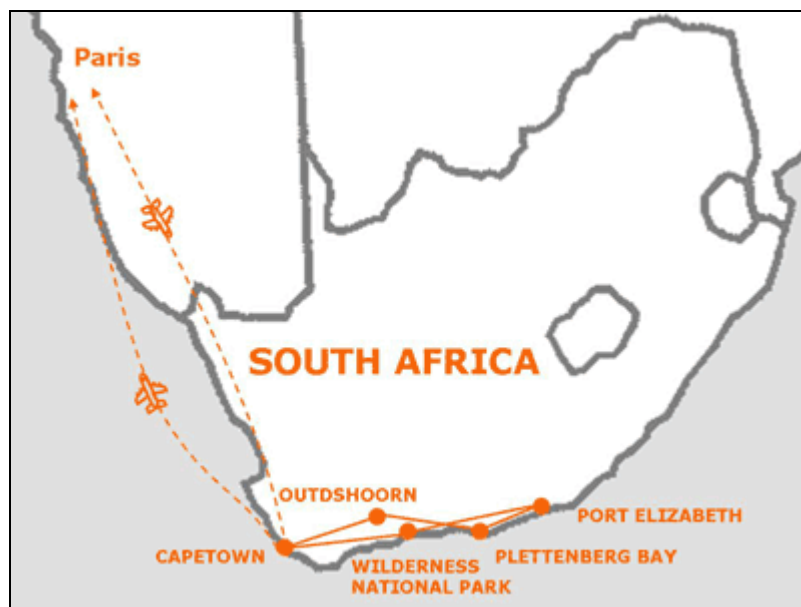 Paris
SOUTH AFRICA
OUTDSHOORN
PORT ELIZABETH
CAPETOWN
WILDERNESS
NATIONAL PARK
PLETTENBERG BAY